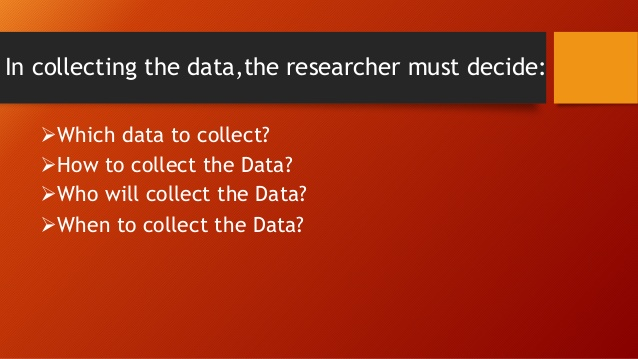 In collecting the data,the researcher must decide:
➢Which data to collect?
➢How to collect the Data?
➢Who will collect the Data?
➢When to collect the Data?